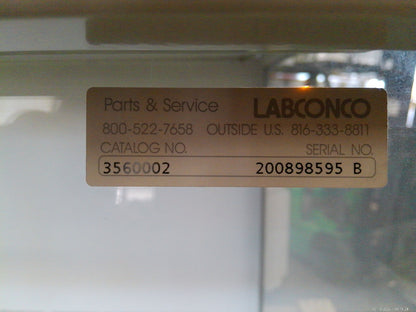 Parts & Service LABCONCO
800-522-7658 OUTSIDE U.S. 816-333-8811
CATALOG NO. SERIAL NO.
3560002 200898595 B